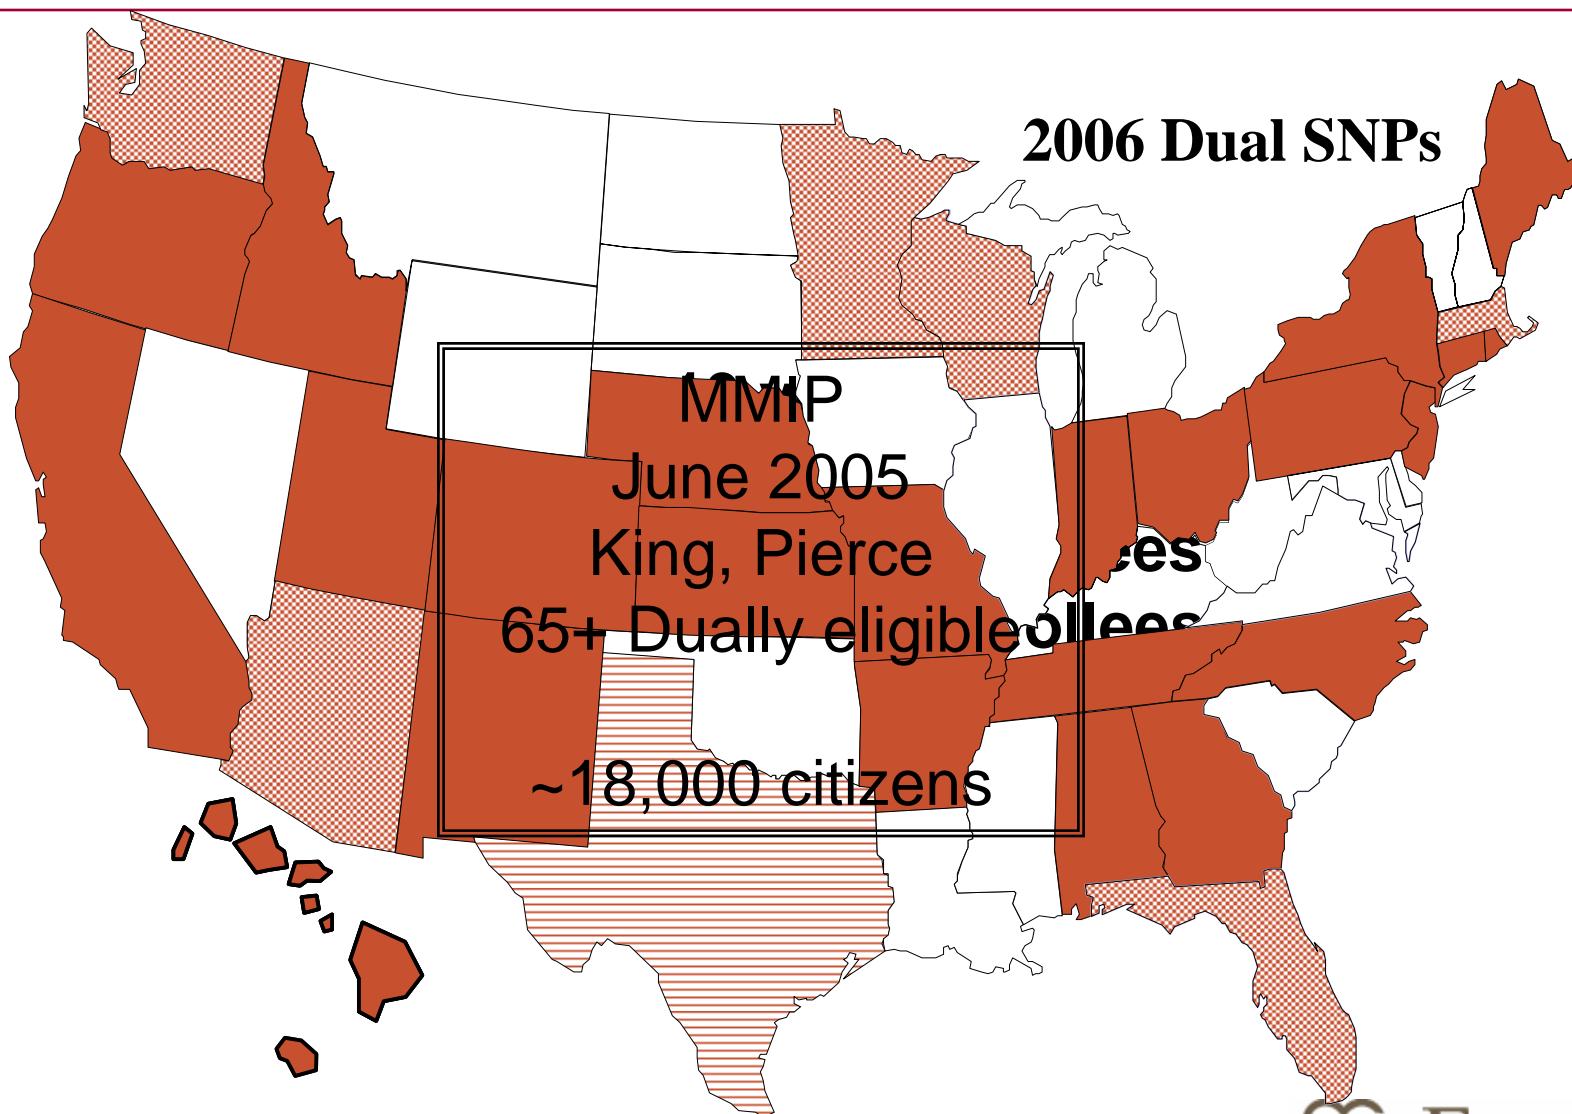 2006 Dual SNPs
MMIP
June 2005
King, Pierce
65+ Dually eligible
~18,000 citizens